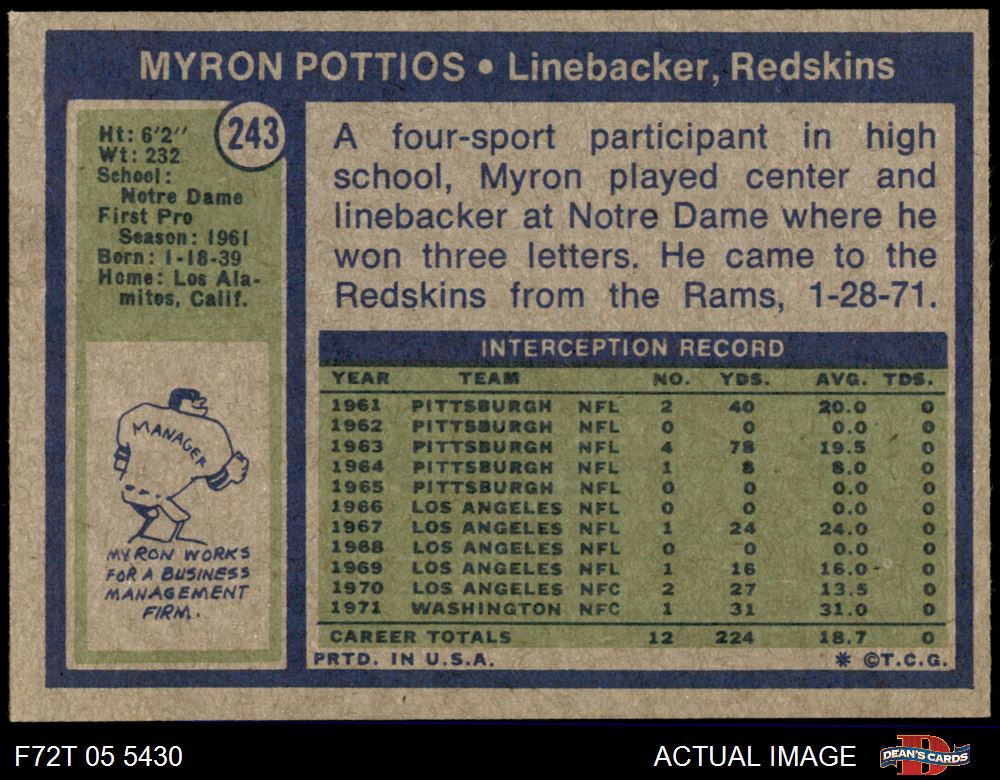 MYRON POTTIOS • Linebacker, Redskins
243
Ht: 6'2''
Wt: 232
School:
Notre Dame
First Pro
Season: 1961
Born: 1-18-39
Home: Los Ala-
mitos, Calif.
A four-sport participant in high
school, Myron played center and
linebacker at Notre Dame where he
won three letters. He came to the
Redskins from the Rams, 1-28-71.
MANAGER
MYRON WORKS
FOR A BUSINESS
MANAGEMENT
FIRM.
INTERCEPTION RECORD
YEAR TEAM NO. YDS. AVG. TDS.
1961 PITTSBURGH NFL 2 40 20.0 0
1962 PITTSBURGH NFL 0 0 0.0 0
1963 PITTSBURGH NFL 4 78 19.5 0
1964 PITTSBURGH NFL 1 8 8.0 0
1965 PITTSBURGH NFL 0 0 0.0 0
1966 LOS ANGELES NFL 0 0 0.0 0
1967 LOS ANGELES NFL 1 24 24.0 0
1968 LOS ANGELES NFL 0 0 0.0 0
1969 LOS ANGELES NFL 1 16 16.0 0
1970 LOS ANGELES NFC 2 27 13.5 0
1971 WASHINGTON NFC 1 31 31.0 0
CAREER TOTALS 12 224 18.7 0
PRTD. IN U.S.A. * ©T.C.G.
F72T 05 5430 ACTUAL IMAGE DEAN'S CARDS